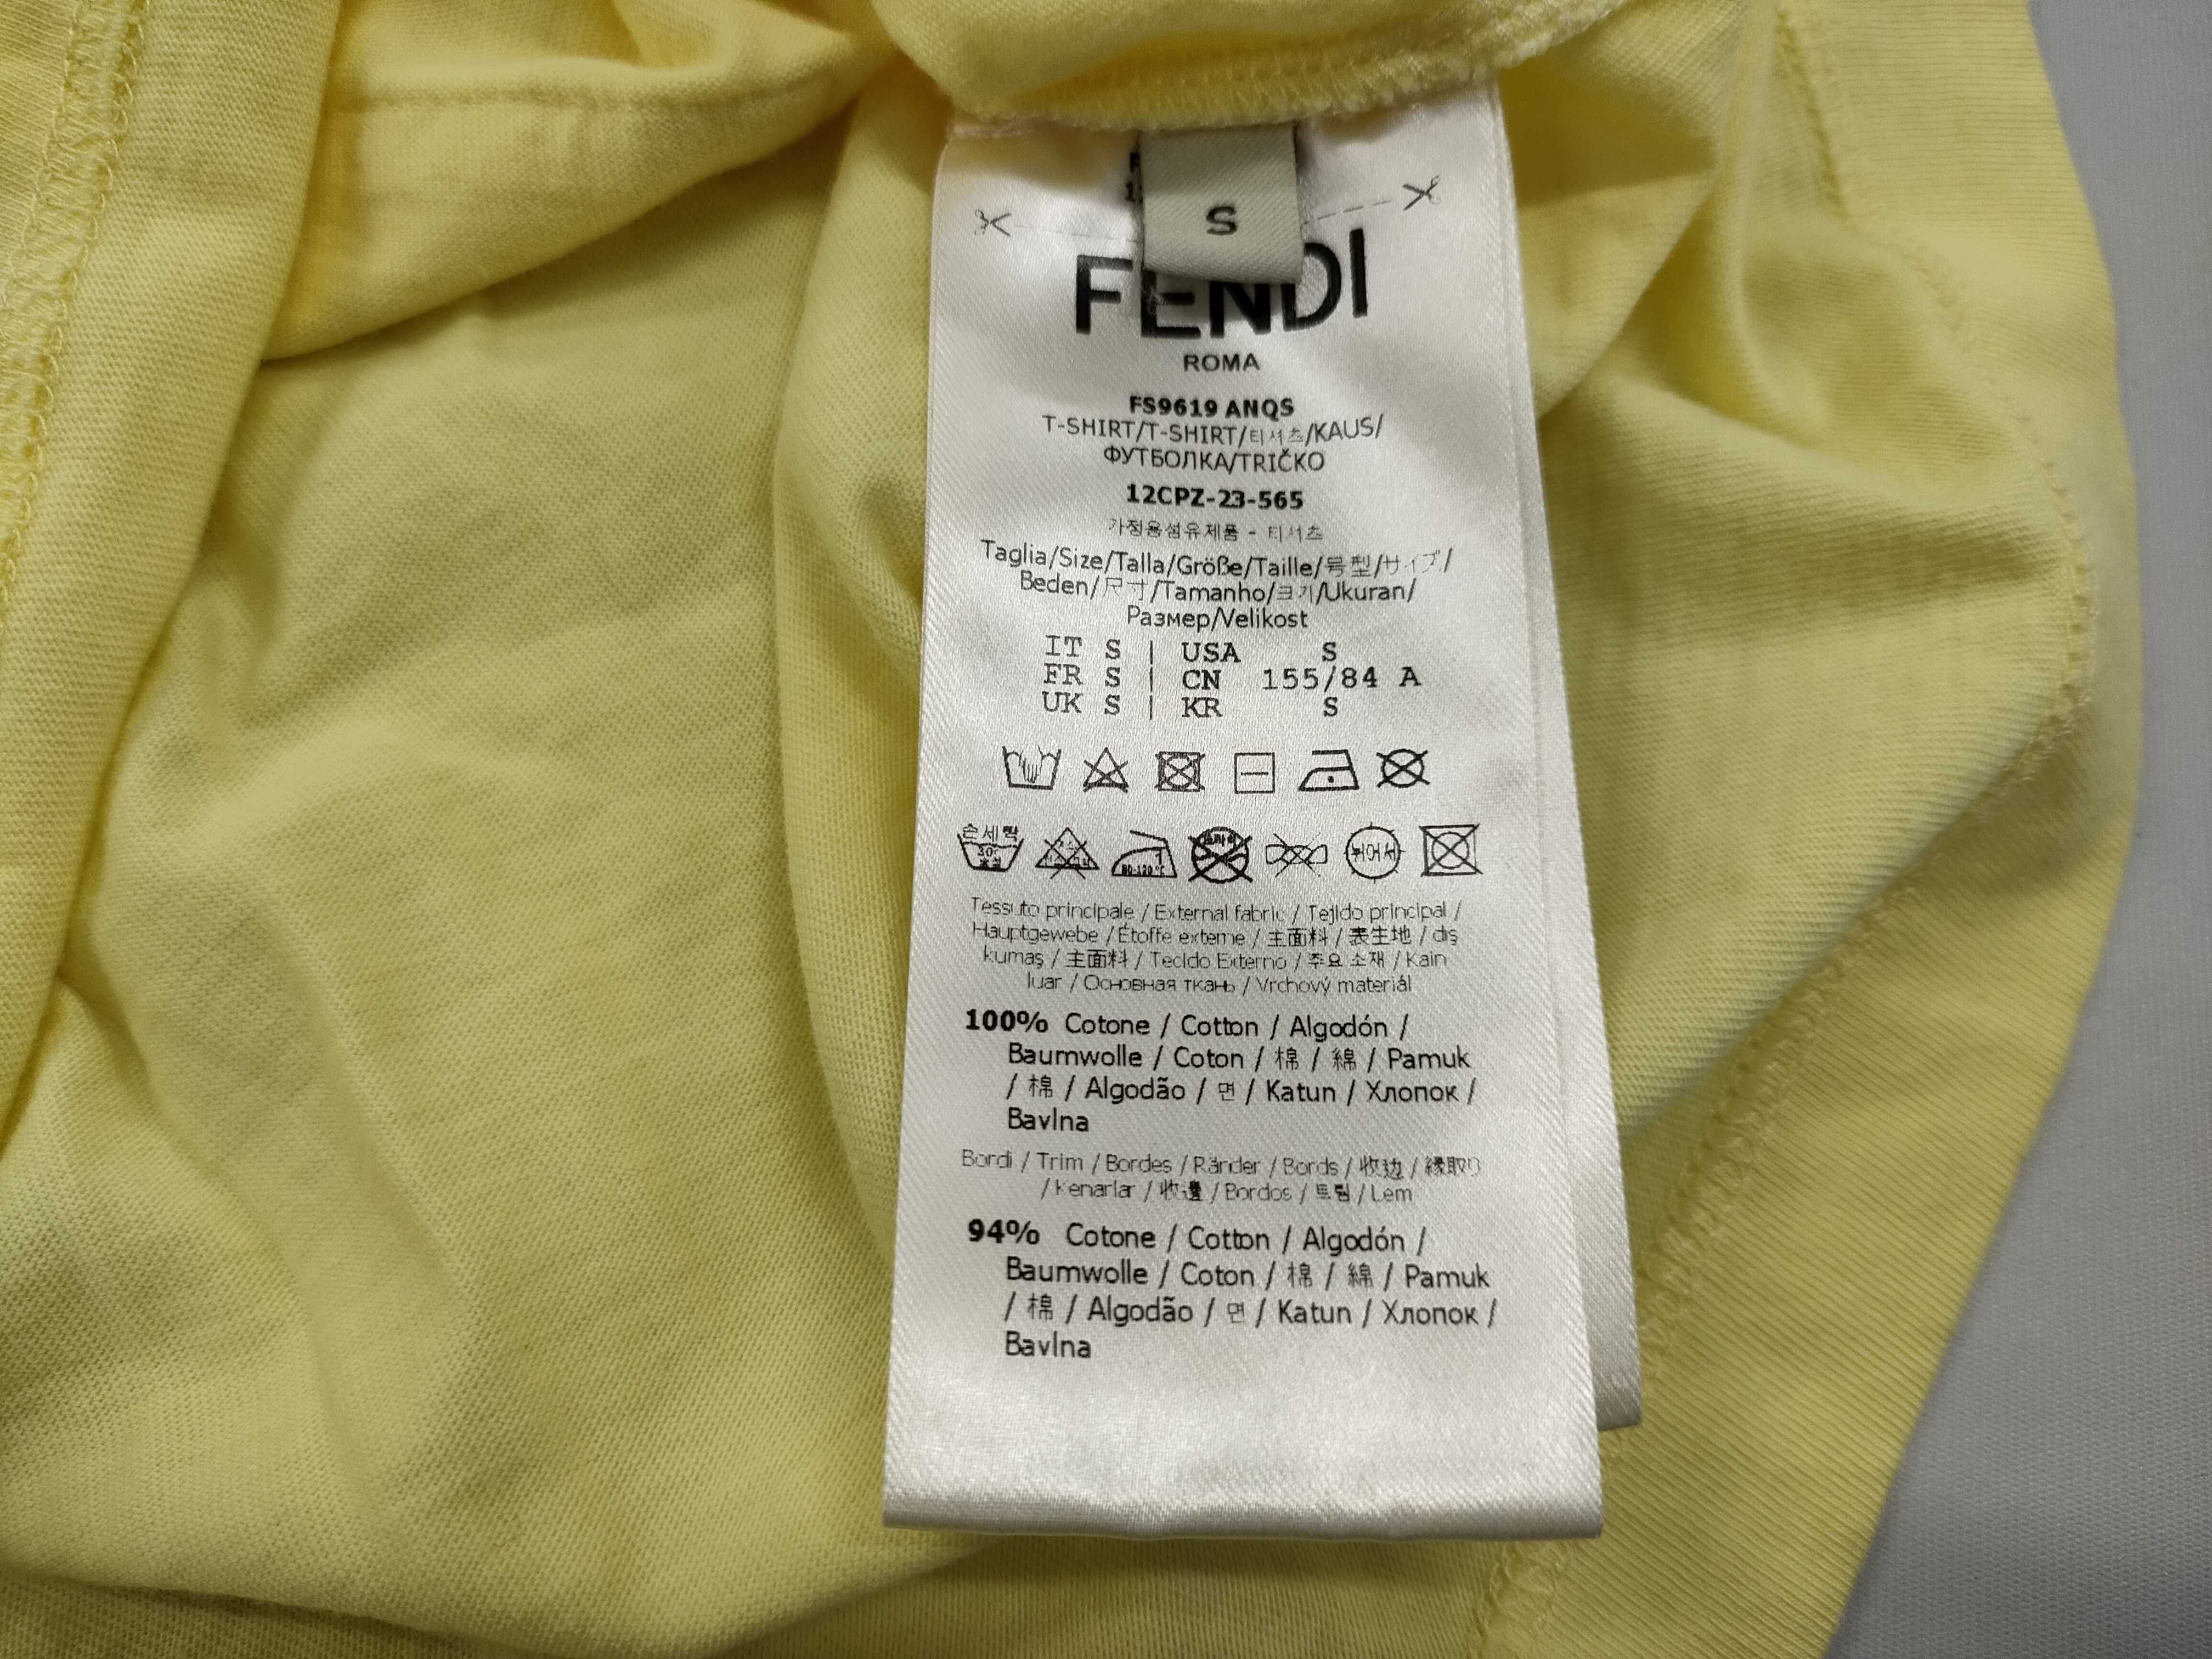 S
FENDI
ROMA
FS9619 ANQS
T-SHIRT/T-SHIRT/티셔츠/KAUS/
ФУТБОЛКА/TRIČKO
12CPZ-23-565
가정용섬유제품 - 티셔츠
Taglia/Size/Talla/Größe/Taille/号型/サイズ/
Beden/尺寸/Tamanho/크기/Ukuran/
Размер/Velikost
IT S | USA S
FR S | CN 155/84 A
UK S | KR S
손세탁
30℃
80-120℃
Tessuto principale / External fabric / Tejido principal /
Hauptgewebe / Étoffe externe / 主面料 / 表生地 / dış
kumaş / 主面料 / Tecido Externo / 주요 소재 / Kain
luar / Основная ткань / Vrchový materiál
100% Cotone / Cotton / Algodón /
Baumwolle / Coton / 棉 / 綿 / Pamuk
/ 棉 / Algodão / 면 / Katun / Хлопок /
Bavlna
Bordi / Trim / Bordes / Ränder / Bords / 收边 / 縁取り
/ Kenarlar / 收邊 / Bordos / 트림 / Lem
94% Cotone / Cotton / Algodón /
Baumwolle / Coton / 棉 / 綿 / Pamuk
/ 棉 / Algodão / 면 / Katun / Хлопок /
Bavlna